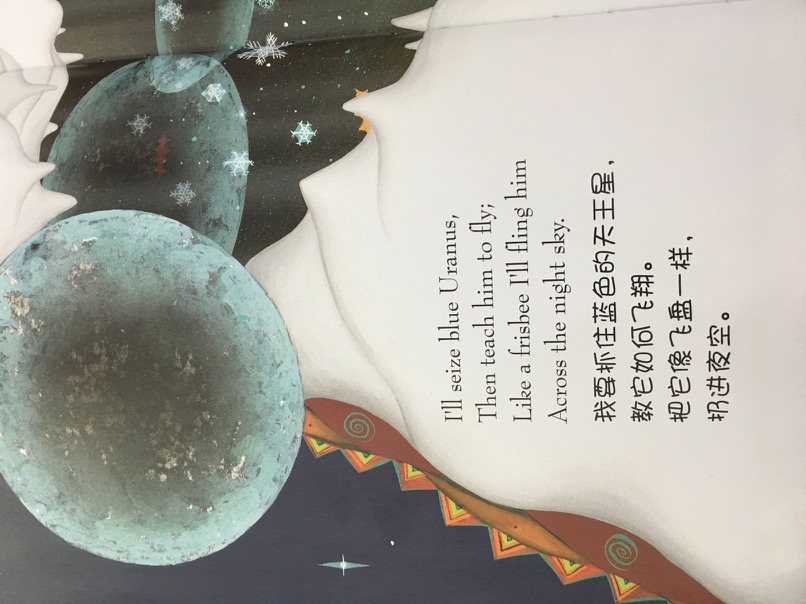 I'll seize blue Uranus,
Then teach him to fly;
Like a frisbee I'll fling him
Across the night sky.
我要抓住蓝色的天王星，
教它如何飞翔。
把它像飞盘一样，
扔进夜空。